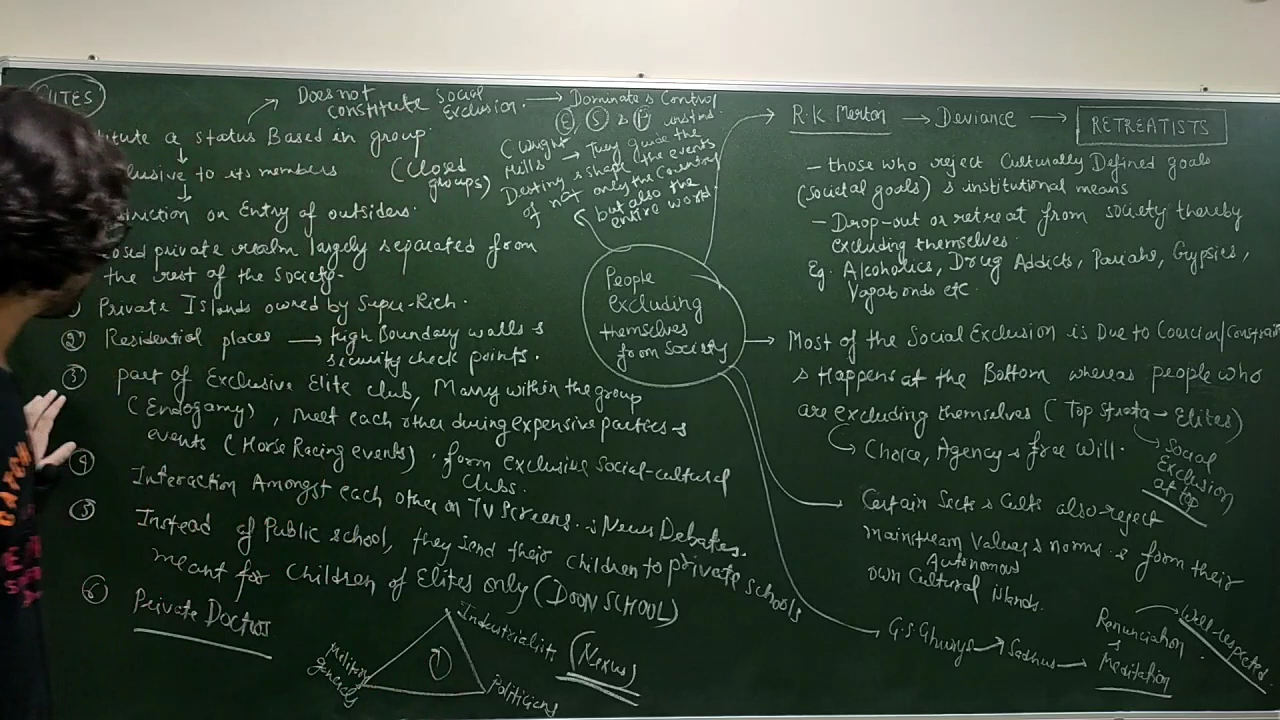 ELITES
Does not
constitute Social
Exclusion.
Dominate & Control
E, S & P instns.
(Wright
Mills
They guide the
Destiny & shape the events
of not only the country
but also the
entire world
status Based in group
to its members (Closed
groups)
on Entry of outsiders.
private realm largely separated from
the rest of the Society.
Private Islands owned by Super-Rich.
② Residential places → high Boundary walls &
security check points.
③ part of Exclusive Elite club, Marry within the group
(Endogamy), meet each other during expensive parties &
events (Horse Racing events). form exclusive Social-cultural
clubs.
④ Interaction Amongst each other on TV screens. & News Debates.
⑤ Instead of Public school, they send their children to private schools
meant for children of Elites only (DOON SCHOOL)
⑥ Private Doctors
Industrialists
Politicians
(Nexus)
People
Excluding
themselves
from Society
R.K Merton → Deviance → RETREATISTS
- those who reject Culturally Defined goals
(societal goals) & institutional means
- Drop-out or retreat from society thereby
excluding themselves.
Eg. Alcoholics, Drug Addicts, Pariahs, Gypsies,
Vagabonds etc.
Most of the Social Exclusion is Due to Coercion/Constrain
& Happens at the Bottom whereas people who
are excluding themselves (Top Strata → Elites)
Choice, Agency & free Will.
Social
Exclusion
at top
Certain Sects & Cults also reject
mainstream values & norms & form their
Autonomous
own Cultural islands.
G.S Ghurye → Sadhus →
Renunciation
&
Meditation
Well-respected.